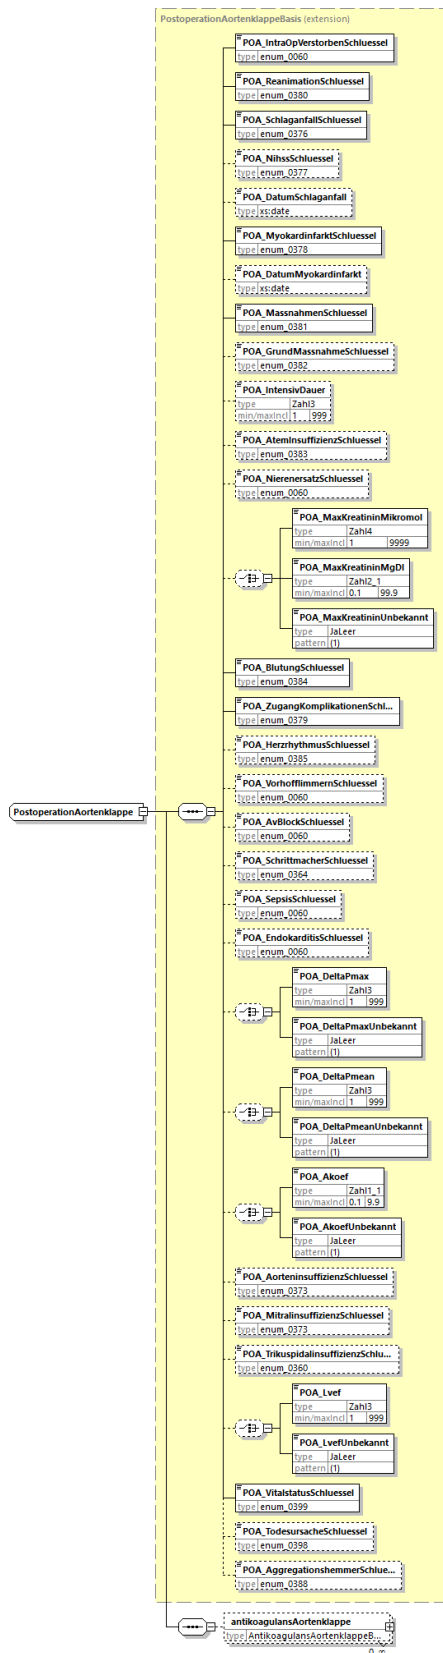 PostoperationAortenklappeBasis (extension)
POA_IntraOpVerstorbenSchluessel
type enum_0060
POA_ReanimationSchluessel
type enum_0380
POA_SchlaganfallSchluessel
type enum_0376
POA_NihssSchluessel
type enum_0377
POA_DatumSchlaganfall
type xs:date
POA_MyokardinfarktSchluessel
type enum_0378
POA_DatumMyokardinfarkt
type xs:date
POA_MassnahmenSchluessel
type enum_0381
POA_GrundMassnahmeSchluessel
type enum_0382
POA_IntensivDauer
type Zahl3
min/maxIncl 1 999
POA_AtemInsuffizienzSchluessel
type enum_0383
POA_NierenersatzSchluessel
type enum_0060
POA_MaxKreatininMikromol
type Zahl4
min/maxIncl 1 9999
POA_MaxKreatininMgDl
type Zahl2_1
min/maxIncl 0.1 99.9
POA_MaxKreatininUnbekannt
type JaLeer
pattern (1)
POA_BlutungSchluessel
type enum_0384
POA_ZugangKomplikationenSchl...
type enum_0379
POA_HerzrhythmusSchluessel
type enum_0385
POA_VorhofflimmernSchluessel
type enum_0060
POA_AvBlockSchluessel
type enum_0060
PostoperationAortenklappe
POA_SchrittmacherSchluessel
type enum_0364
POA_SepsisSchluessel
type enum_0060
POA_EndokarditisSchluessel
type enum_0060
POA_DeltaPmax
type Zahl3
min/maxIncl 1 999
POA_DeltaPmaxUnbekannt
type JaLeer
pattern (1)
POA_DeltaPmean
type Zahl3
min/maxIncl 1 999
POA_DeltaPmeanUnbekannt
type JaLeer
pattern (1)
POA_Akoef
type Zahl1_1
min/maxIncl 0.1 9.9
POA_AkoefUnbekannt
type JaLeer
pattern (1)
POA_AorteninsuffizienzSchluessel
type enum_0373
POA_MitralinsuffizienzSchluessel
type enum_0373
POA_TrikuspidalinsuffizienzSchlu...
type enum_0360
POA_Lvef
type Zahl3
min/maxIncl 1 999
POA_LvefUnbekannt
type JaLeer
pattern (1)
POA_VitalstatusSchluessel
type enum_0399
POA_TodesursacheSchluessel
type enum_0398
POA_AggregationshemmerSchlue...
type enum_0388
antikoagulansAortenklappe
type AntikoagulansAortenklappeB...
0..∞